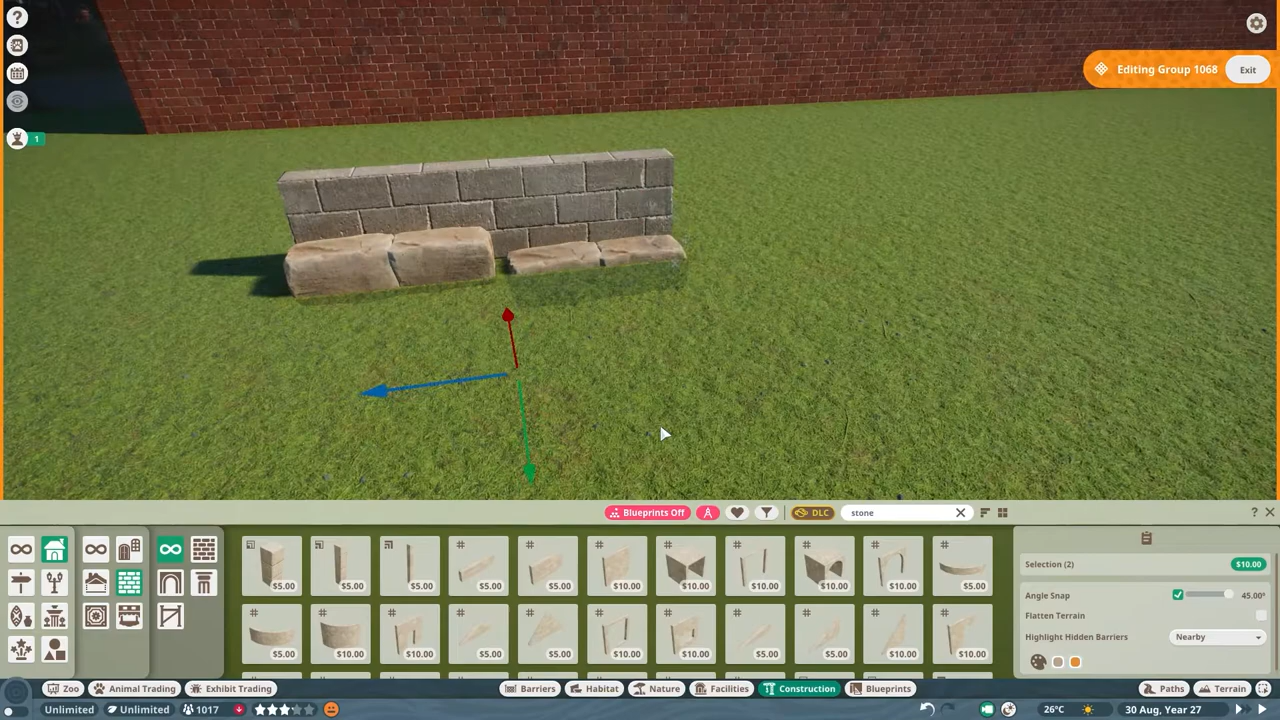 ?
Editing Group 1068
Exit
1
Blueprints Off
DLC
stone
?
$5.00
$5.00
$5.00
$5.00
$5.00
$10.00
$10.00
$10.00
$10.00
$10.00
$5.00
$5.00
$10.00
$10.00
$5.00
$5.00
$10.00
$10.00
$5.00
$5.00
$10.00
Selection (2)
$10.00
Angle Snap
45.00°
Flatten Terrain
Highlight Hidden Barriers
Nearby
Zoo
Animal Trading
Exhibit Trading
Barriers
Habitat
Nature
Facilities
Construction
Blueprints
Paths
Terrain
Unlimited
Unlimited
1017
26°C
30 Aug, Year 27